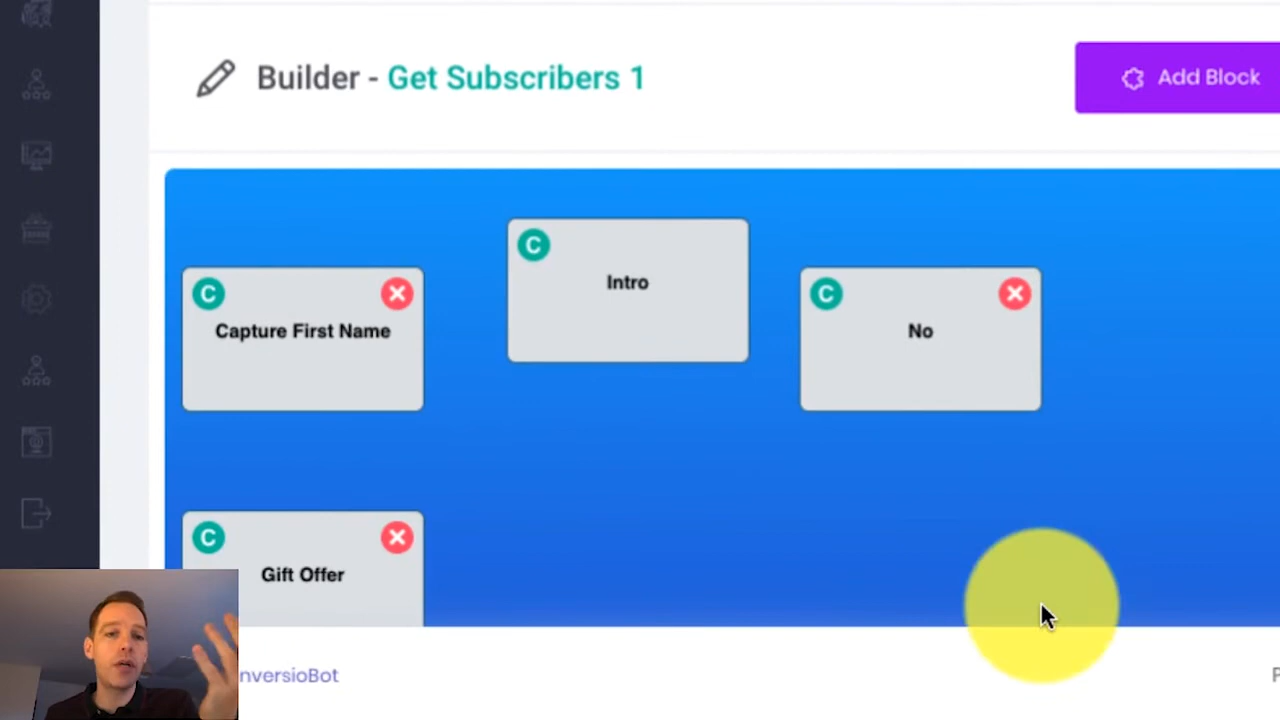 Builder - Get Subscribers 1
Add Block
C
Intro
C
Capture First Name
C
No
C
Gift Offer
nversioBot
P